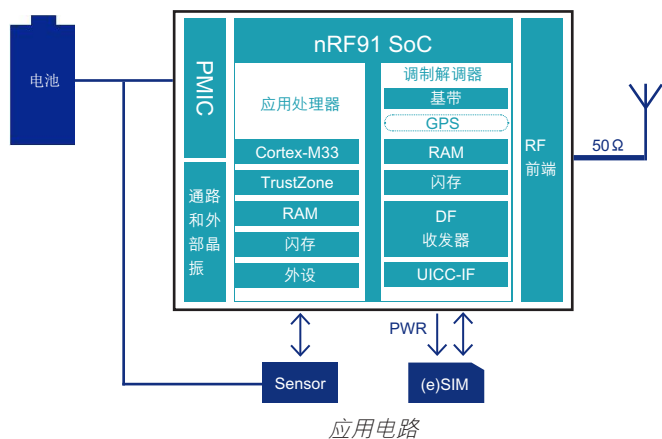 电池
PMIC
通路
和外
部晶
振
nRF91 SoC
应用处理器
Cortex-M33
TrustZone
RAM
闪存
外设
调制解调器
基带
GPS
RAM
闪存
DF
收发器
UICC-IF
RF
前端
50Ω
PWR
Sensor
(e)SIM
应用电路